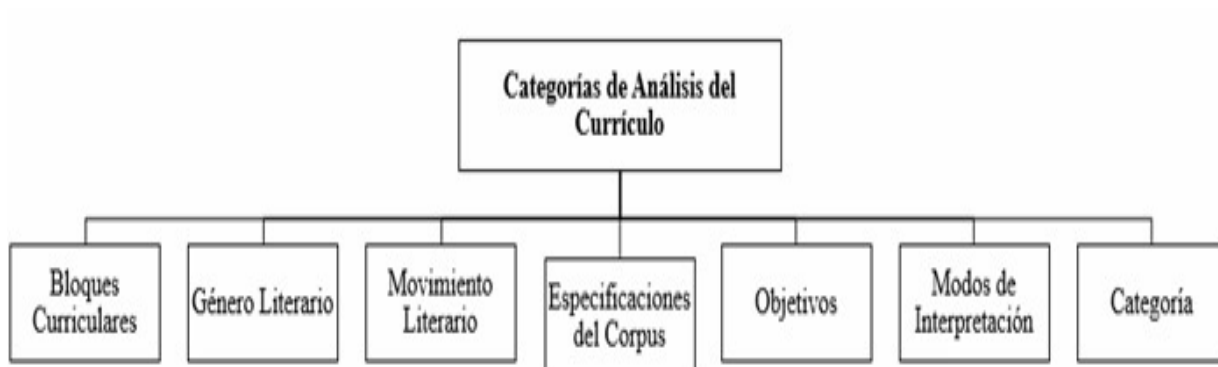 Categorías de Análisis del
Currículo
Bloques
Curriculares
Género Literario
Movimiento
Literario
Especificaciones
del Corpus
Objetivos
Modos de
Interpretación
Categoría